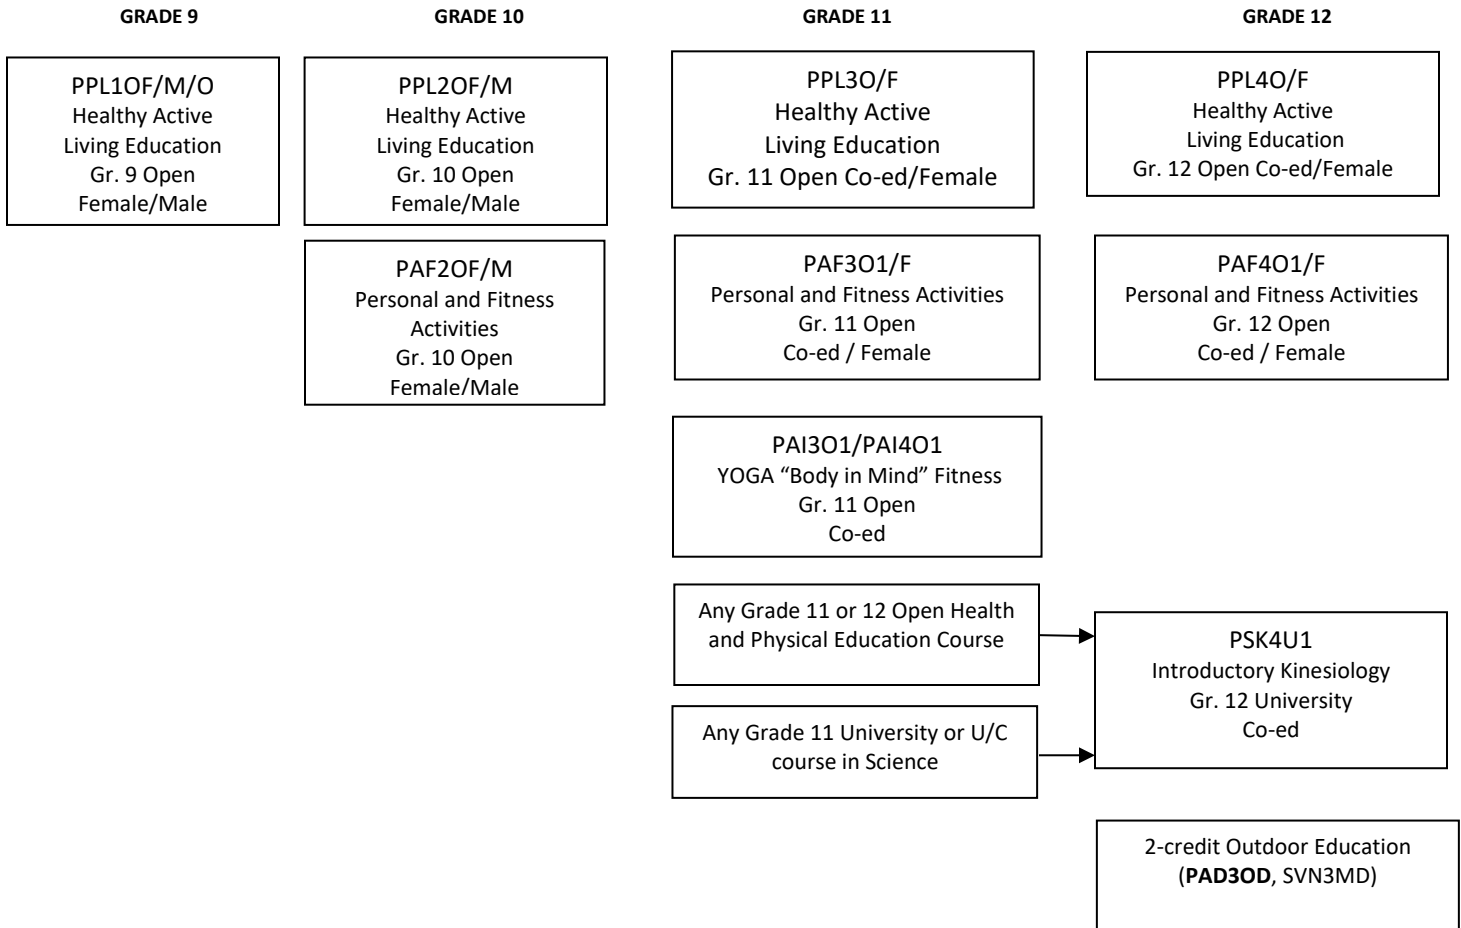 GRADE 9
GRADE 10
GRADE 11
GRADE 12
PPL1OF/M/O
Healthy Active
Living Education
Gr. 9 Open
Female/Male
PPL2OF/M
Healthy Active
Living Education
Gr. 10 Open
Female/Male
PPL3O/F
Healthy Active
Living Education
Gr. 11 Open Co-ed/Female
PPL4O/F
Healthy Active
Living Education
Gr. 12 Open Co-ed/Female
PAF2OF/M
Personal and Fitness
Activities
Gr. 10 Open
Female/Male
PAF3O1/F
Personal and Fitness Activities
Gr. 11 Open
Co-ed / Female
PAF4O1/F
Personal and Fitness Activities
Gr. 12 Open
Co-ed / Female
PAI3O1/PAI4O1
YOGA “Body in Mind” Fitness
Gr. 11 Open
Co-ed
Any Grade 11 or 12 Open Health
and Physical Education Course
Any Grade 11 University or U/C
course in Science
PSK4U1
Introductory Kinesiology
Gr. 12 University
Co-ed
2-credit Outdoor Education
(PAD3OD, SVN3MD)